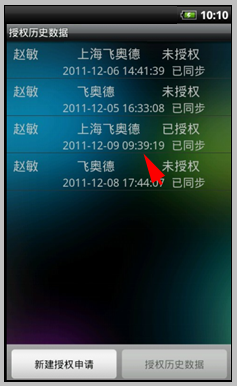 10:10
授权历史数据
赵敏 上海飞奥德 未授权
2011-12-06 14:41:39 已同步
赵敏 飞奥德 未授权
2011-12-05 16:33:08 已同步
赵敏 上海飞奥德 已授权
2011-12-09 09:39:19 已同步
赵敏 飞奥德 未授权
2011-12-08 17:44:07 已同步
新建授权申请 授权历史数据